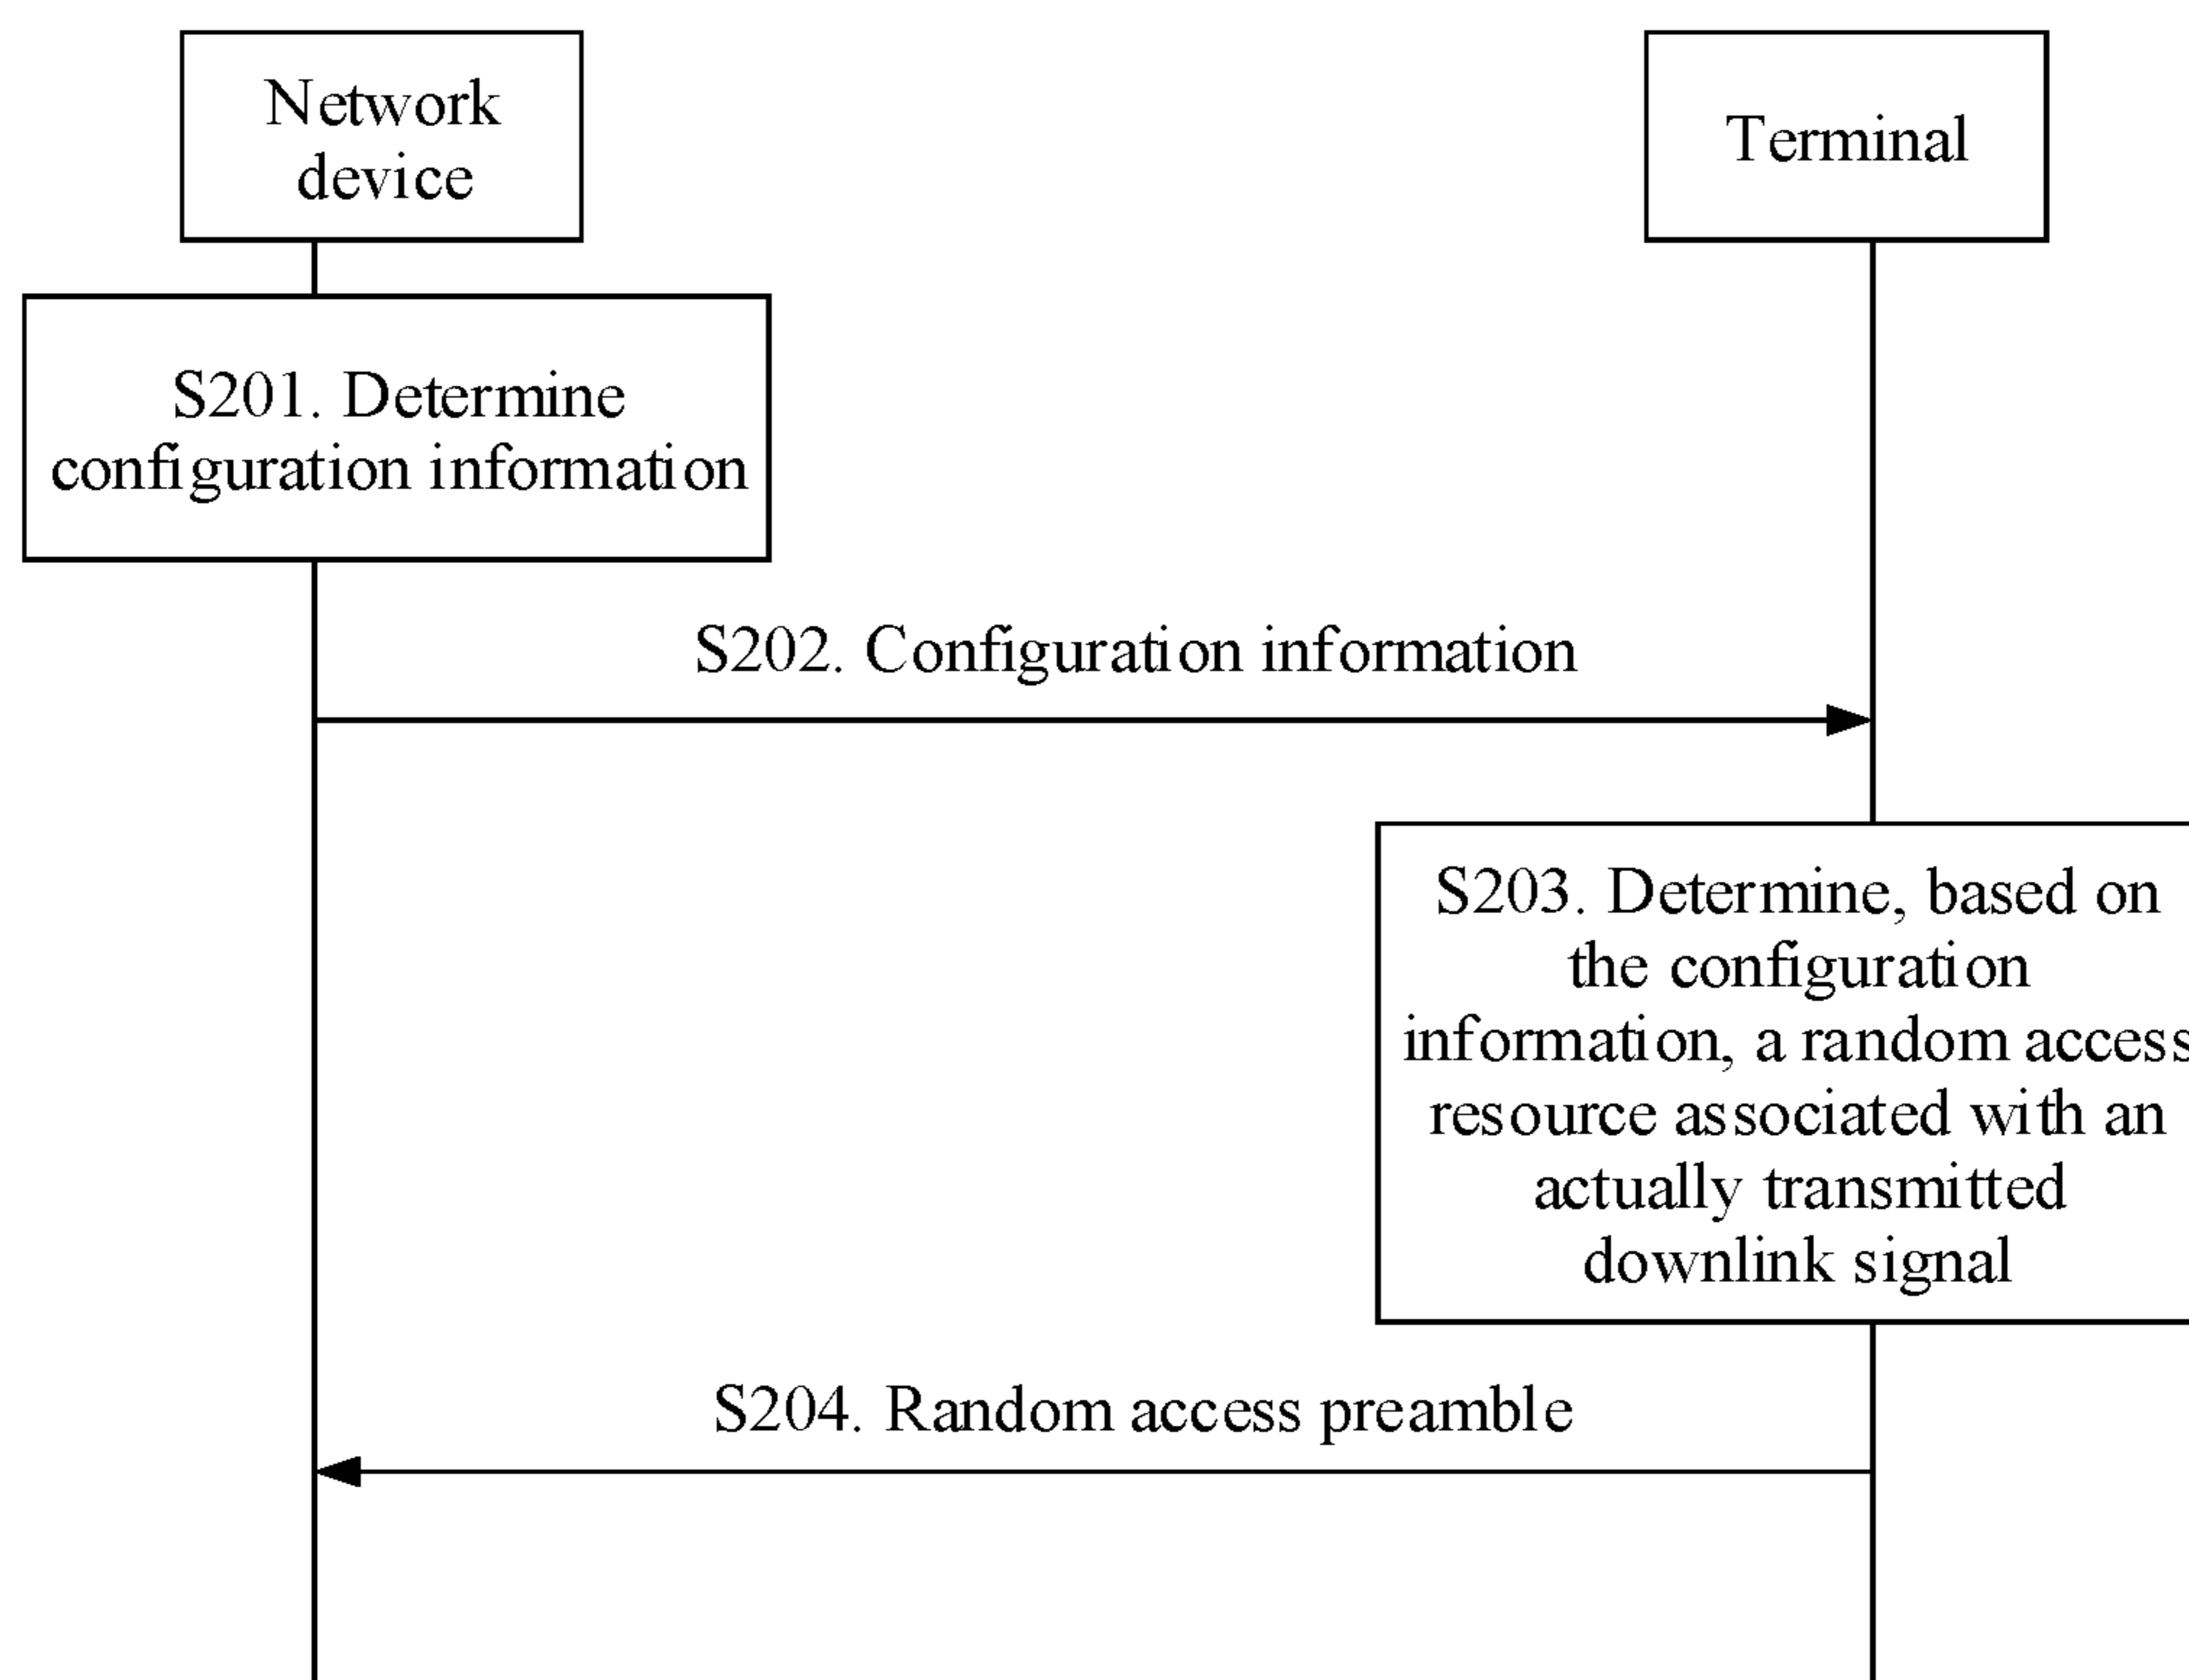 Network
device
Terminal
S201. Determine
configuration information
S202. Configuration information
S203. Determine, based on
the configuration
information, a random access
resource associated with an
actually transmitted
downlink signal
S204. Random access preamble